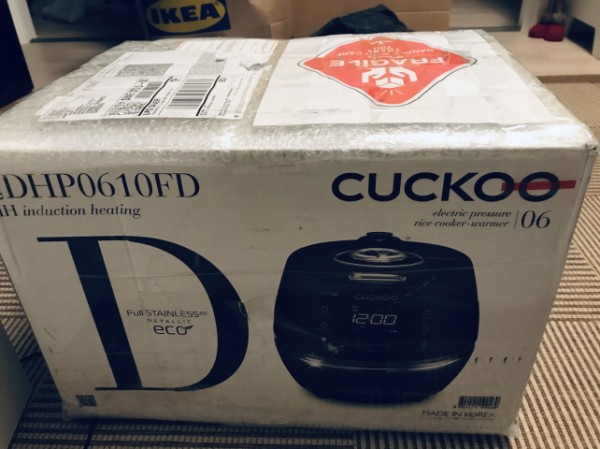 IKEA
FRAGILE
DHP0610FD
IH induction heating
CUCKOO
electric pressure
rice cooker·warmer | 06
D
Full STAINLESS
METALLIC
eco
CUCKOO
12:00
MADE IN KOREA